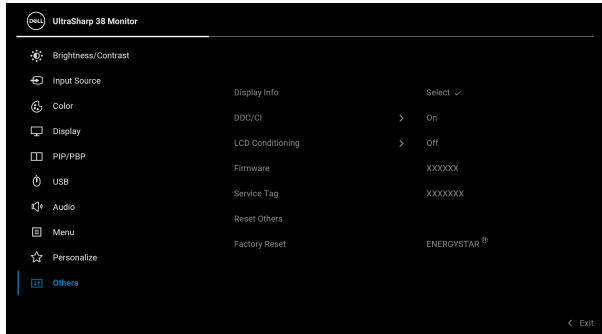 DELL UltraSharp 38 Monitor
Brightness/Contrast
Input Source
Color
Display
PIP/PBP
USB
Audio
Menu
Personalize
Others
Display Info Select ✓
DDC/CI > On
LCD Conditioning > Off
Firmware XXXXXX
Service Tag XXXXXXX
Reset Others
Factory Reset ENERGYSTAR ®
< Exit